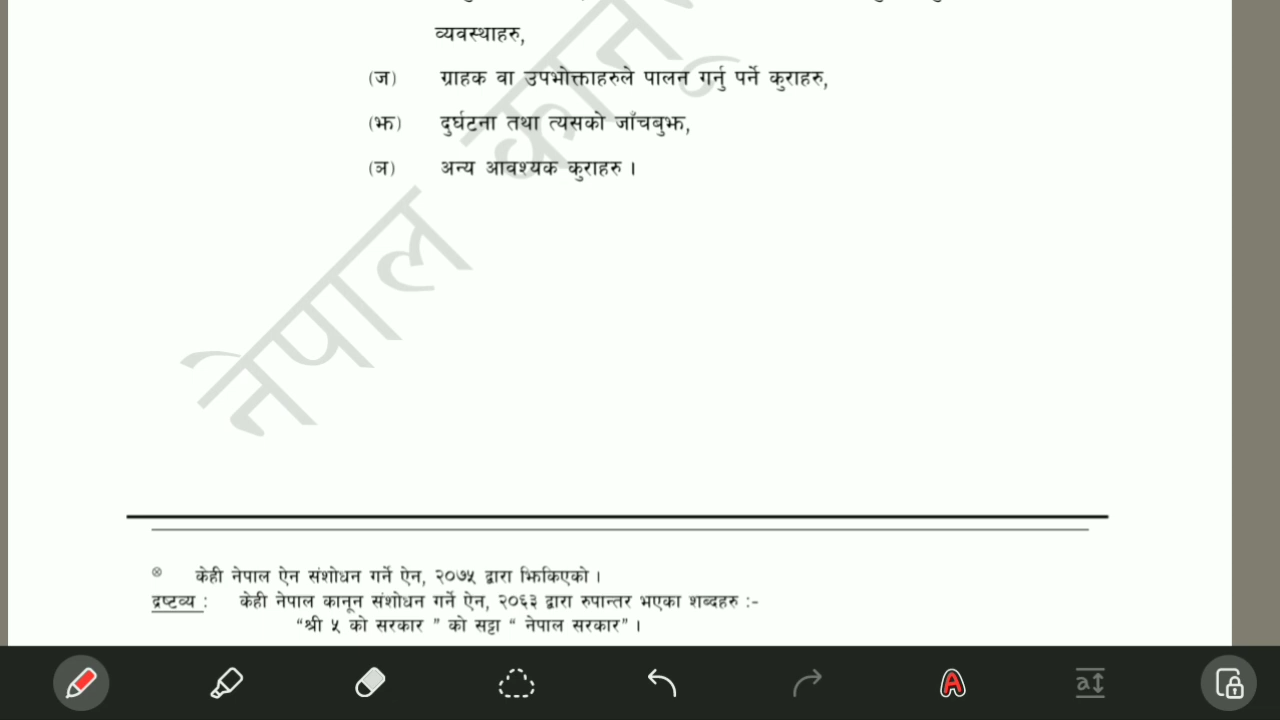 व्यवस्थाहरु,
(ज) ग्राहक वा उपभोक्ताहरुले पालन गर्नु पर्ने कुराहरु,
(झ) दुर्घटना तथा त्यसको जाँचबुझ,
(ञ) अन्य आवश्यक कुराहरु ।
नेपाल कानून
⊗ केही नेपाल ऐन संशोधन गर्ने ऐन, २०७५ द्वारा झिकिएको ।
द्रष्टव्य : केही नेपाल कानून संशोधन गर्ने ऐन, २०६३ द्वारा रुपान्तर भएका शब्दहरु :-
“श्री ५ को सरकार ” को सट्टा “ नेपाल सरकार” ।
A
a